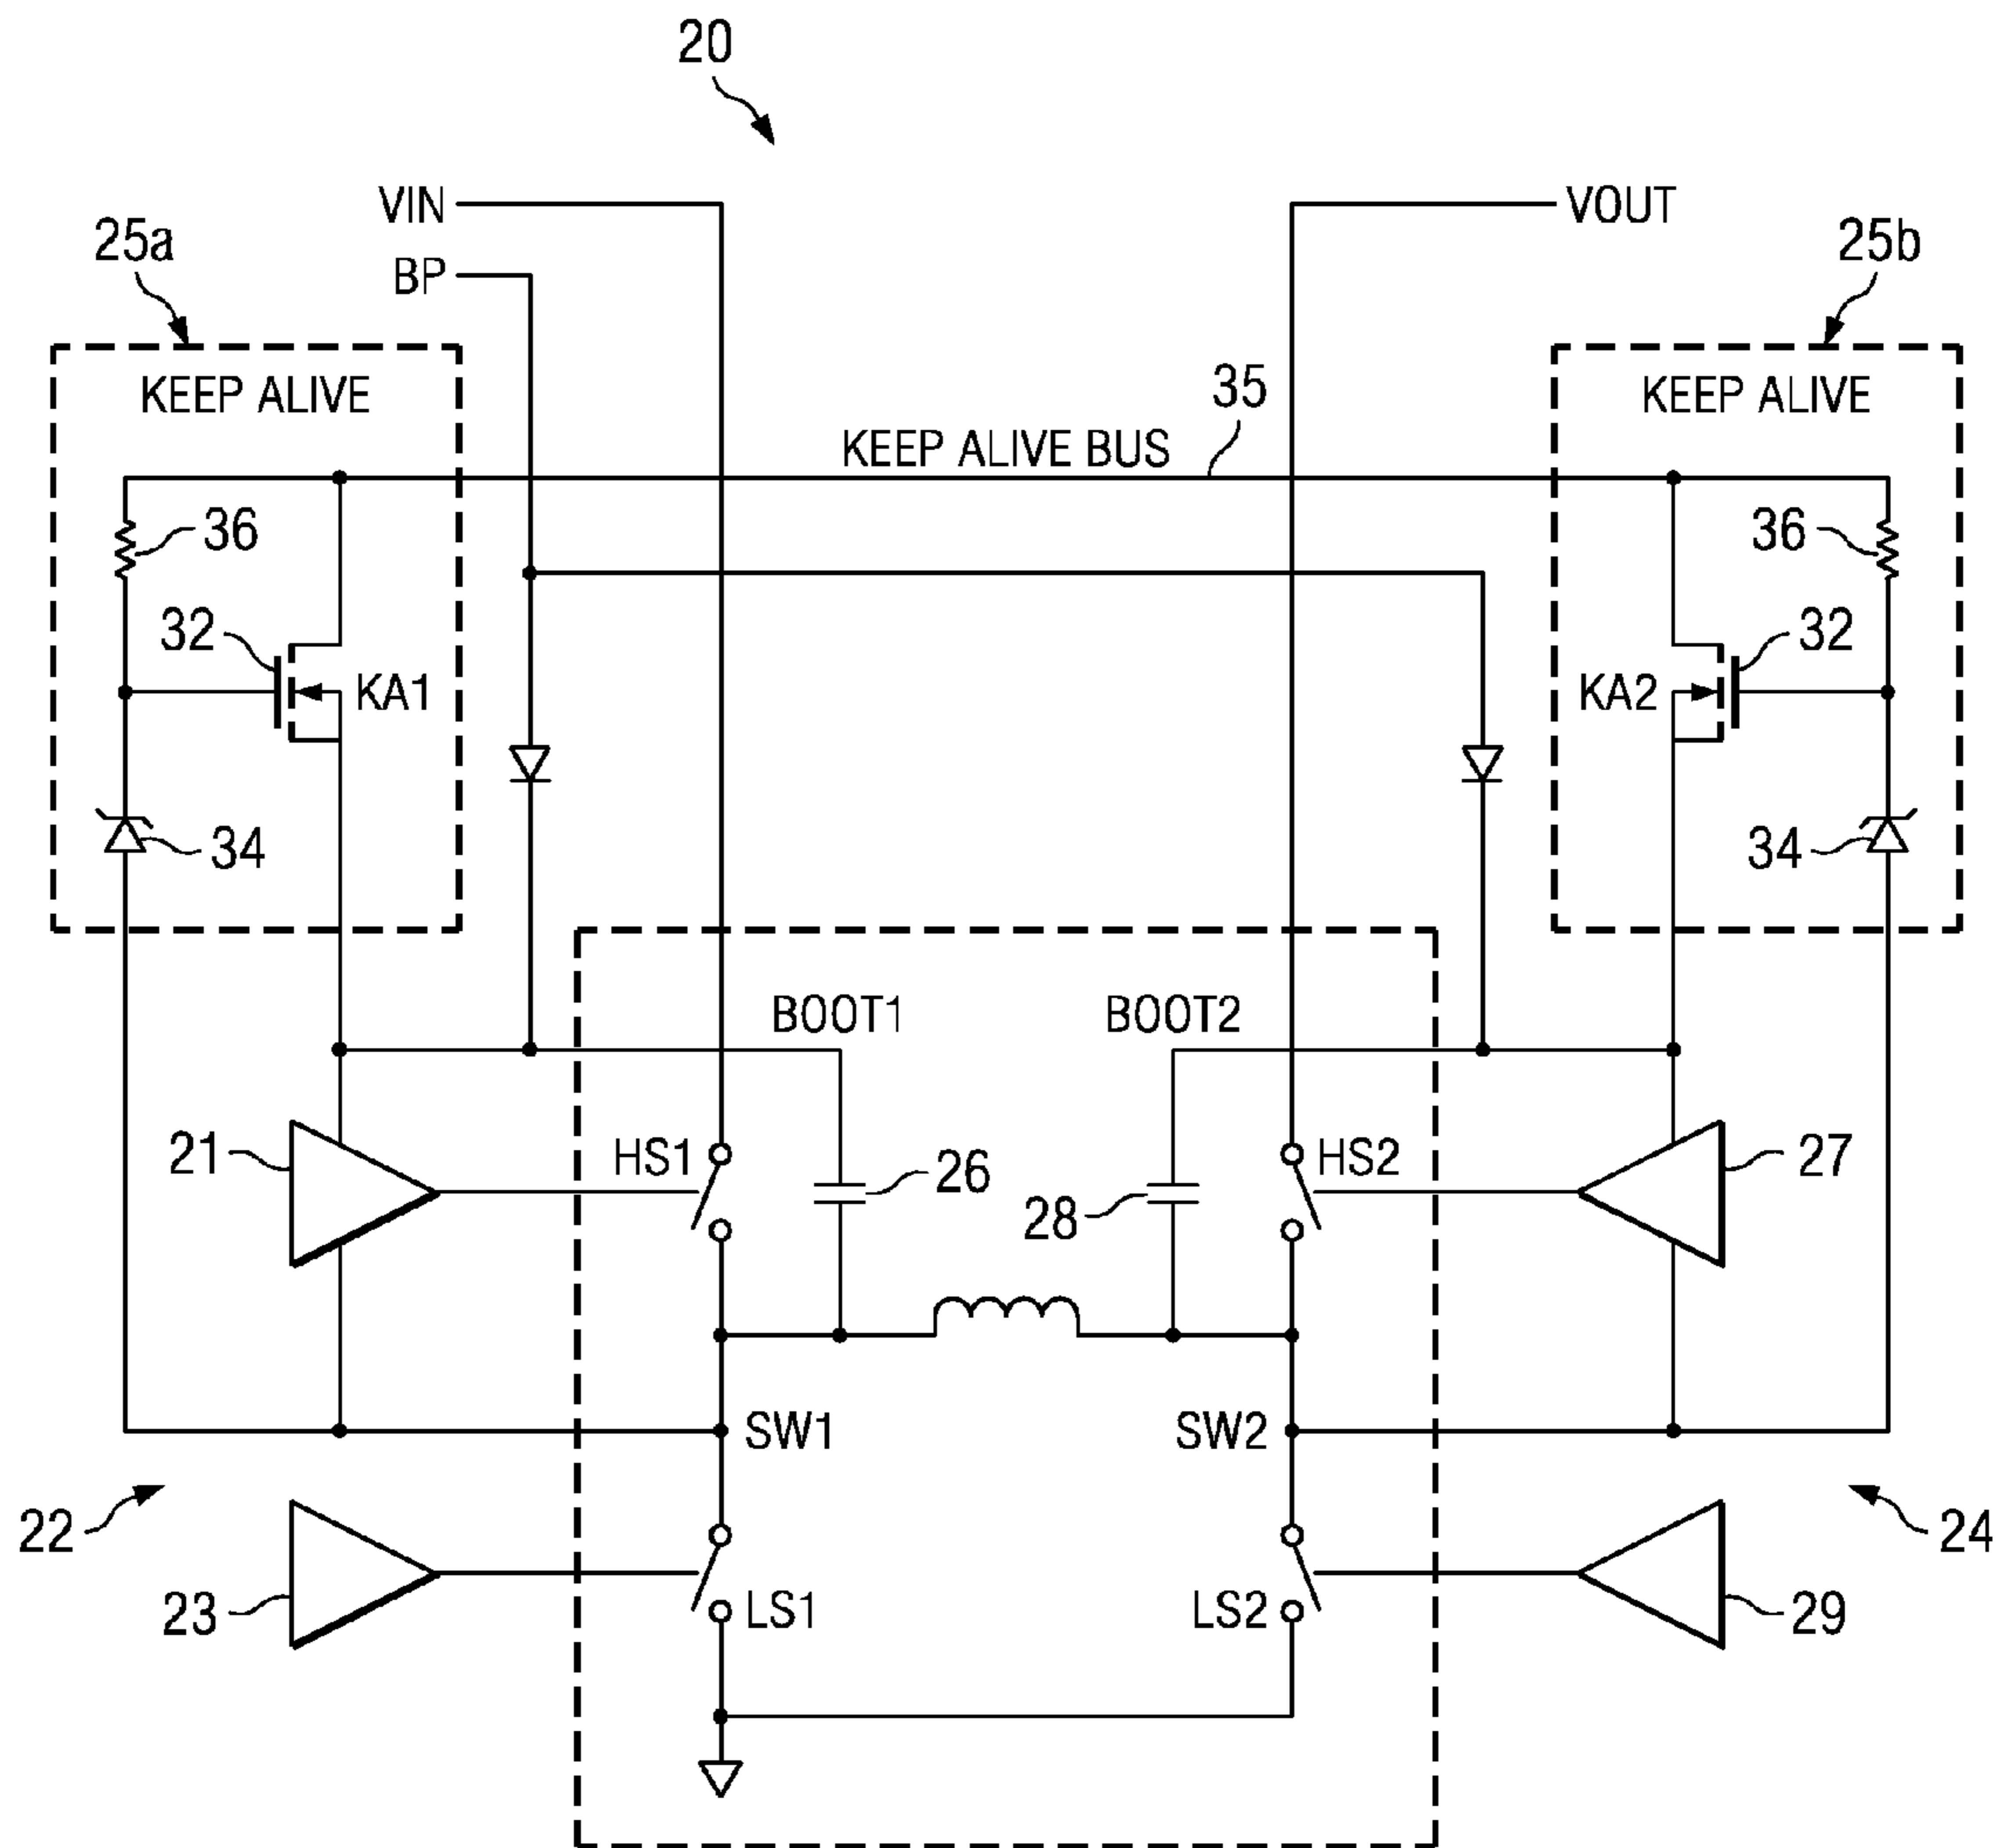 20
VIN
VOUT
25a
BP
25b
KEEP ALIVE
35
KEEP ALIVE
KEEP ALIVE BUS
36
36
32
32
KA1
KA2
34
34
BOOT1
BOOT2
21
HS1
26
28
HS2
27
SW1
SW2
22
24
23
LS1
LS2
29